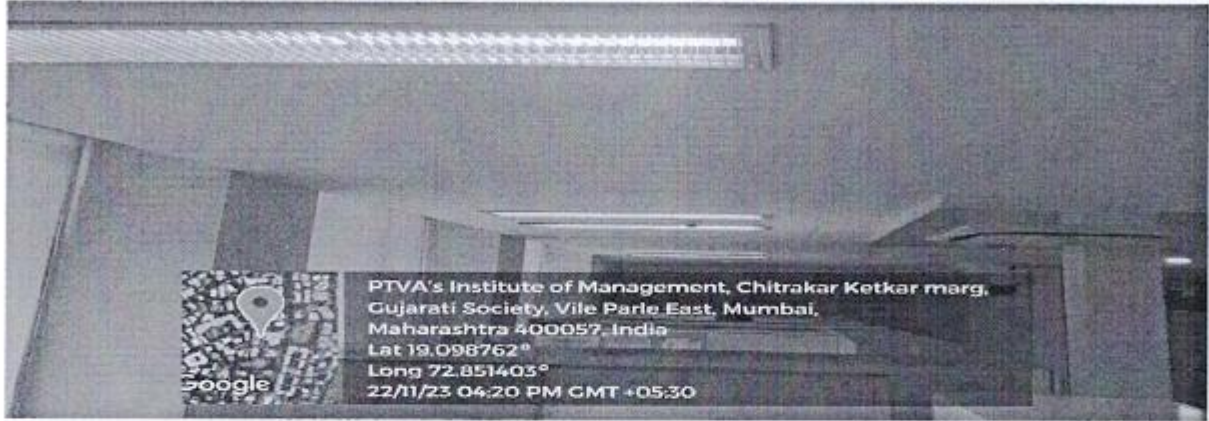 PTVA's Institute of Management, Chitrakar Ketkar marg,
Gujarati Society, Vile Parle East, Mumbai,
Maharashtra 400057, India
Lat 19.098762°
Long 72.851403°
22/11/23 04:20 PM GMT +05:30
Google